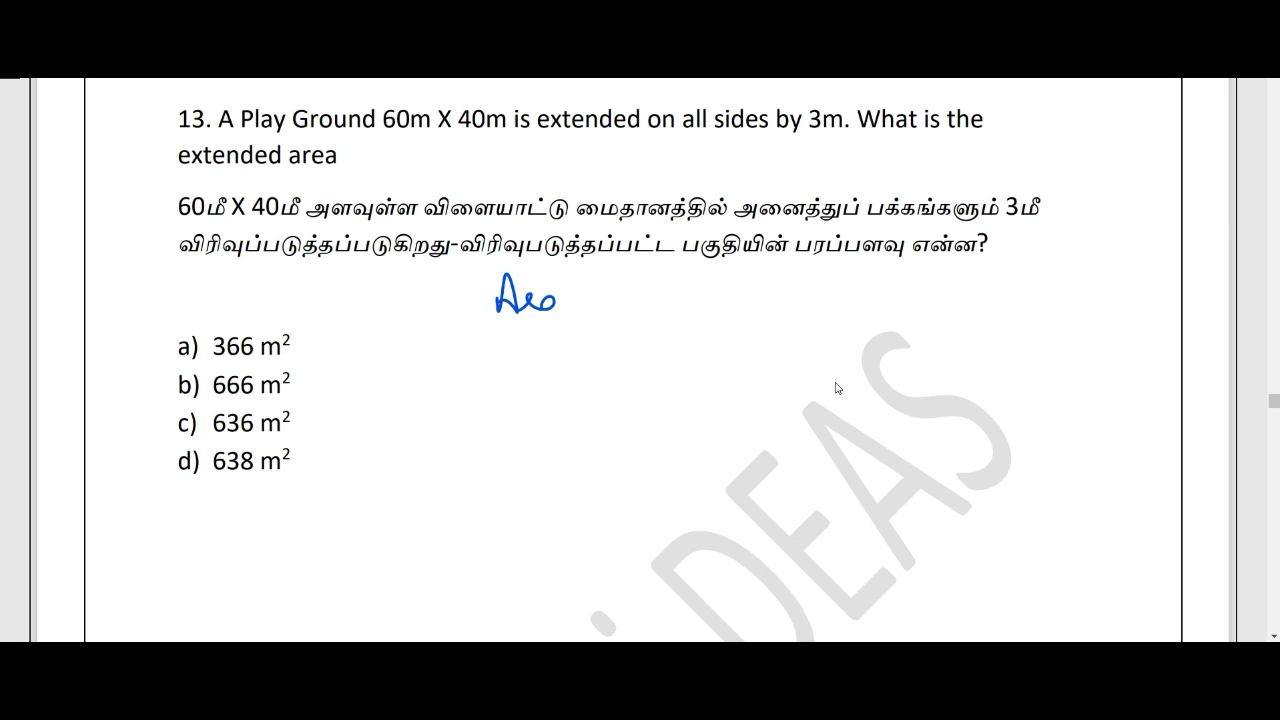 13. A Play Ground 60m X 40m is extended on all sides by 3m. What is the
extended area
60மீ X 40மீ அளவுள்ள விளையாட்டு மைதானத்தில் அனைத்துப் பக்கங்களும் 3மீ
விரிவுப்படுத்தப்படுகிறது-விரிவுபடுத்தப்பட்ட பகுதியின் பரப்பளவு என்ன?
a) 366 m²
b) 666 m²
c) 636 m²
d) 638 m²
iDEAS